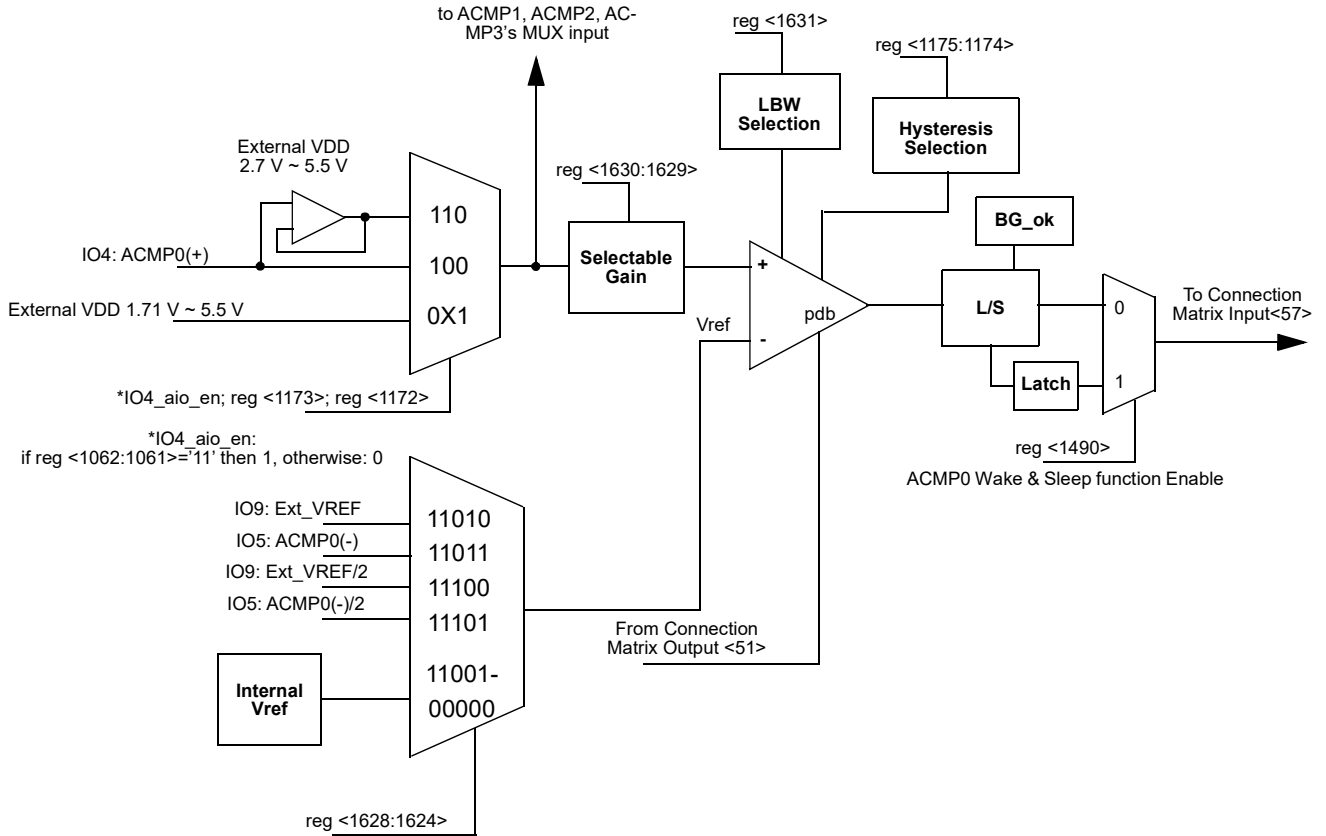 to ACMP1, ACMP2, AC-
MP3's MUX input
reg <1631>
reg <1175:1174>
LBW
Selection
Hysteresis
Selection
External VDD
2.7 V ~ 5.5 V
reg <1630:1629>
110
BG_ok
IO4: ACMP0(+)
100
Selectable
Gain
+
External VDD 1.71 V ~ 5.5 V
0X1
Vref
pdb
-
L/S
0
To Connection
Matrix Input<57>
Latch
1
*IO4_aio_en; reg <1173>; reg <1172>
*IO4_aio_en:
if reg <1062:1061>='11' then 1, otherwise: 0
reg <1490>
ACMP0 Wake & Sleep function Enable
IO9: Ext_VREF
11010
IO5: ACMP0(-)
11011
IO9: Ext_VREF/2
11100
IO5: ACMP0(-)/2
11101
From Connection
Matrix Output <51>
Internal
Vref
11001-
00000
reg <1628:1624>